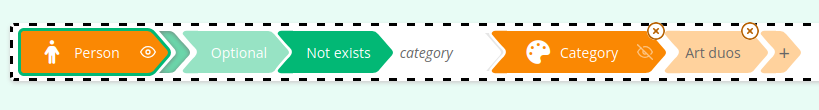 Person Optional Not exists category Category Art duos +